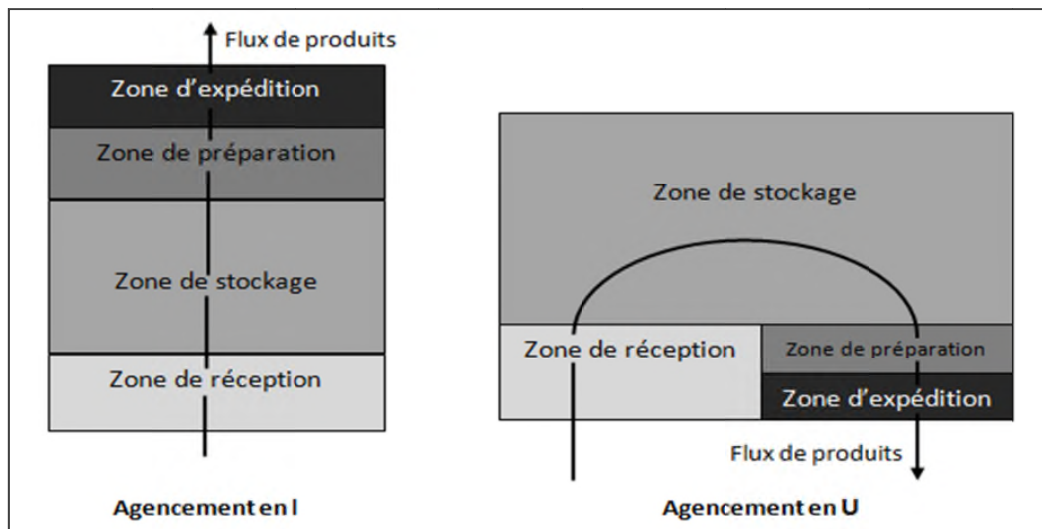 Flux de produits
Zone d'expédition
Zone de préparation
Zone de stockage
Zone de réception
Agencement en I
Zone de stockage
Zone de réception
Zone de préparation
Zone d'expédition
Flux de produits
Agencement en U